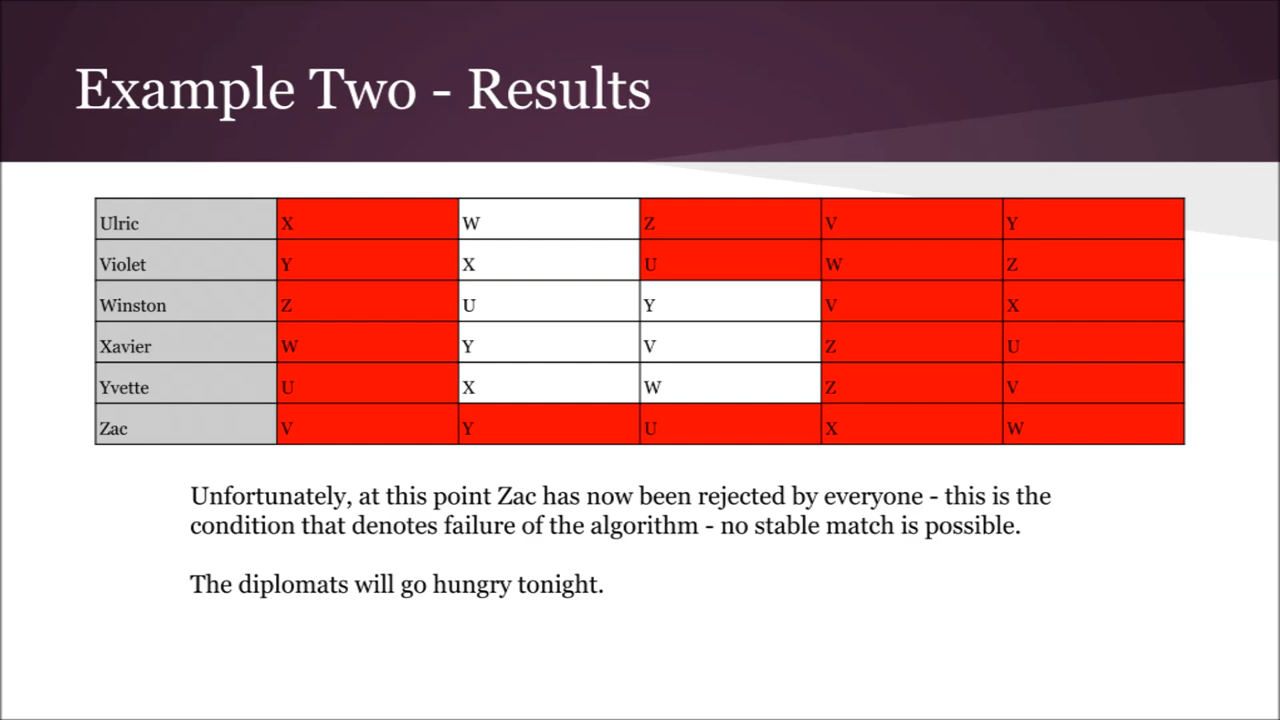 Example Two - Results
Ulric X W Z V Y
Violet Y X U W Z
Winston Z U Y V X
Xavier W Y V Z U
Yvette U X W Z V
Zac V Y U X W
Unfortunately, at this point Zac has now been rejected by everyone - this is the
condition that denotes failure of the algorithm - no stable match is possible.
The diplomats will go hungry tonight.